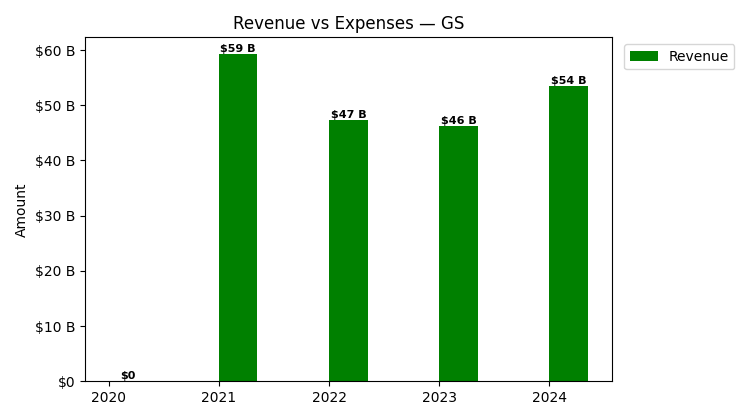 Revenue vs Expenses — GS
Revenue
Amount
$60 B
$50 B
$40 B
$30 B
$20 B
$10 B
$0
$0
$59 B
$47 B
$46 B
$54 B
2020
2021
2022
2023
2024